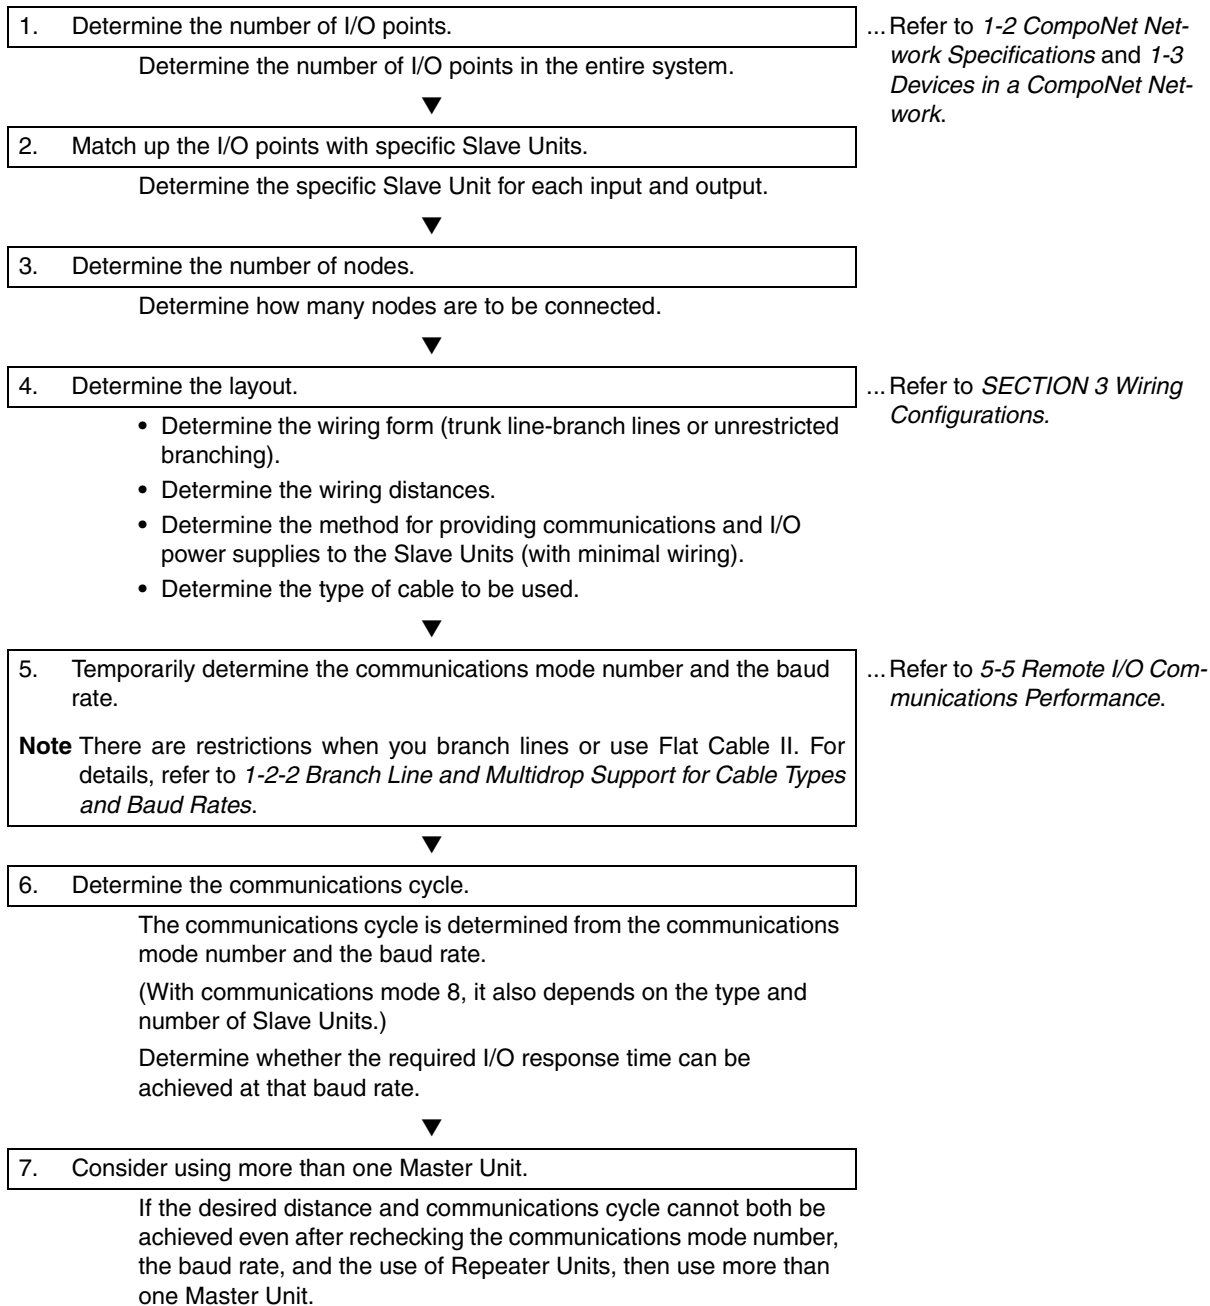 1. Determine the number of I/O points.
... Refer to 1-2 CompoNet Net-
work Specifications and 1-3
Devices in a CompoNet Net-
work.
Determine the number of I/O points in the entire system.
▼
2. Match up the I/O points with specific Slave Units.
Determine the specific Slave Unit for each input and output.
▼
3. Determine the number of nodes.
Determine how many nodes are to be connected.
▼
4. Determine the layout.
... Refer to SECTION 3 Wiring
Configurations.
• Determine the wiring form (trunk line-branch lines or unrestricted
branching).
• Determine the wiring distances.
• Determine the method for providing communications and I/O
power supplies to the Slave Units (with minimal wiring).
• Determine the type of cable to be used.
▼
5. Temporarily determine the communications mode number and the baud
rate.
... Refer to 5-5 Remote I/O Com-
munications Performance.
Note There are restrictions when you branch lines or use Flat Cable II. For
details, refer to 1-2-2 Branch Line and Multidrop Support for Cable Types
and Baud Rates.
▼
6. Determine the communications cycle.
The communications cycle is determined from the communications
mode number and the baud rate.
(With communications mode 8, it also depends on the type and
number of Slave Units.)
Determine whether the required I/O response time can be
achieved at that baud rate.
▼
7. Consider using more than one Master Unit.
If the desired distance and communications cycle cannot both be
achieved even after rechecking the communications mode number,
the baud rate, and the use of Repeater Units, then use more than
one Master Unit.